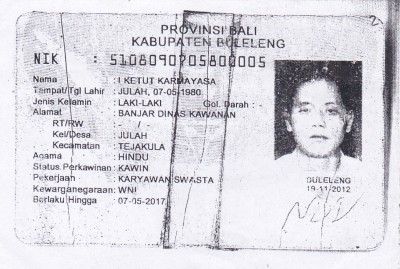 PROVINSI BALI
KABUPATEN BULELENG
NIK : 5108090705800005
Nama : I KETUT KARMAYASA
Tempat/Tgl Lahir : JULAH, 07-05-1980
Jenis Kelamin : LAKI-LAKI Gol. Darah : -
Alamat : BANJAR DINAS KAWANAN
RT/RW : - / -
Kel/Desa : JULAH
Kecamatan : TEJAKULA
Agama : HINDU
Status Perkawinan : KAWIN
Pekerjaan : KARYAWAN SWASTA
Kewarganegaraan : WNI
Berlaku Hingga : 07-05-2017
BULELENG
19-11-2012